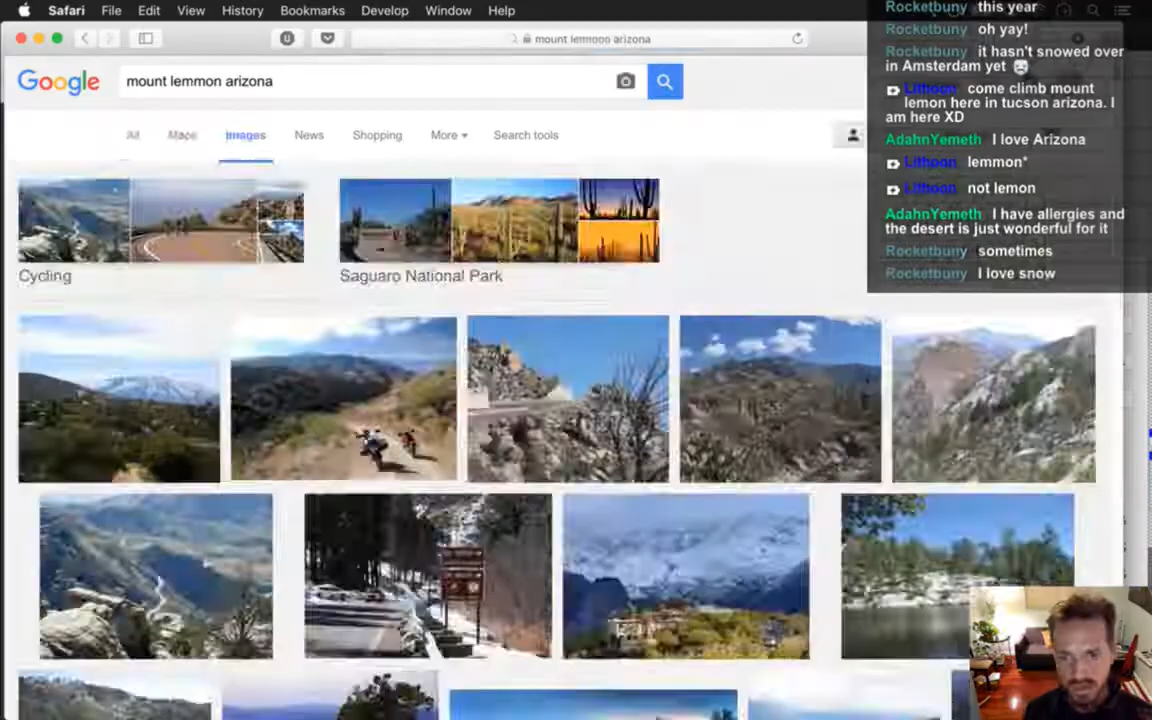 Safari File Edit View History Bookmarks Develop Window Help
mount lemmon arizona
Google mount lemmon arizona
All Maps Images News Shopping More Search tools
Cycling
Saguaro National Park
Rocketbuny this year
Rocketbuny oh yay!
Rocketbuny it hasn't snowed over
in Amsterdam yet
Lithoon come climb mount
lemon here in tucson arizona. I
am here XD
AdahnYemeth I love Arizona
Lithoon lemmon*
Lithoon not lemon
AdahnYemeth I have allergies and
the desert is just wonderful for it
Rocketbuny sometimes
Rocketbuny I love snow